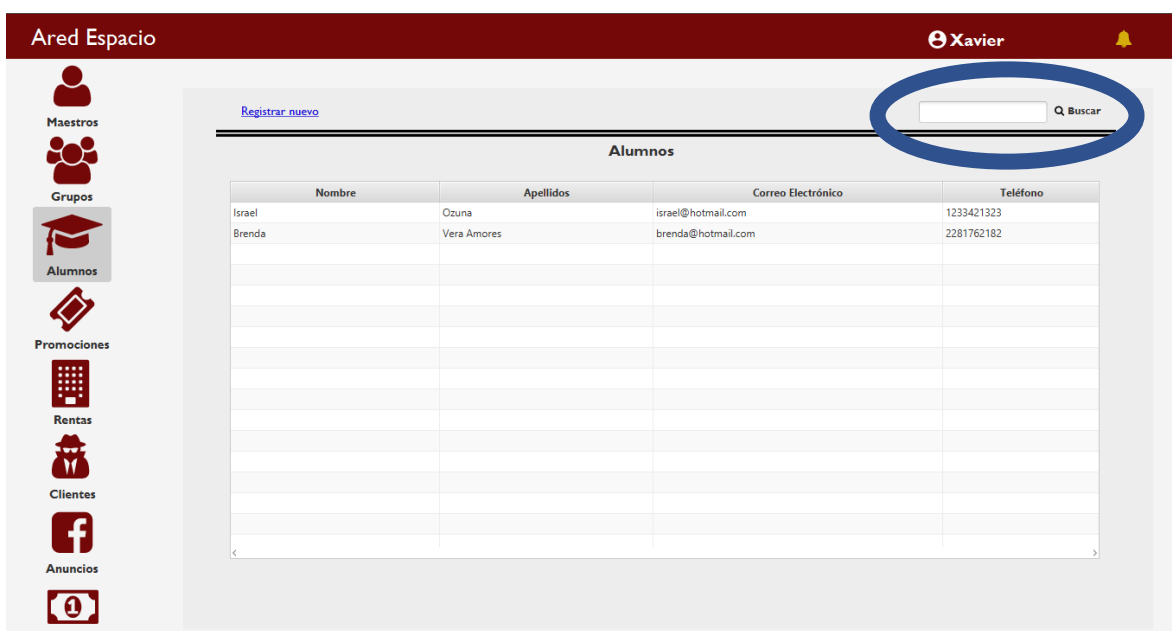 Ared Espacio
Xavier
Maestros
Grupos
Alumnos
Promociones
Rentas
Clientes
Anuncios
1
Registrar nuevo
Buscar
Alumnos
Nombre Apellidos Correo Electrónico Teléfono
Israel Ozuna israel@hotmail.com 1233421323
Brenda Vera Amores brenda@hotmail.com 2281762182